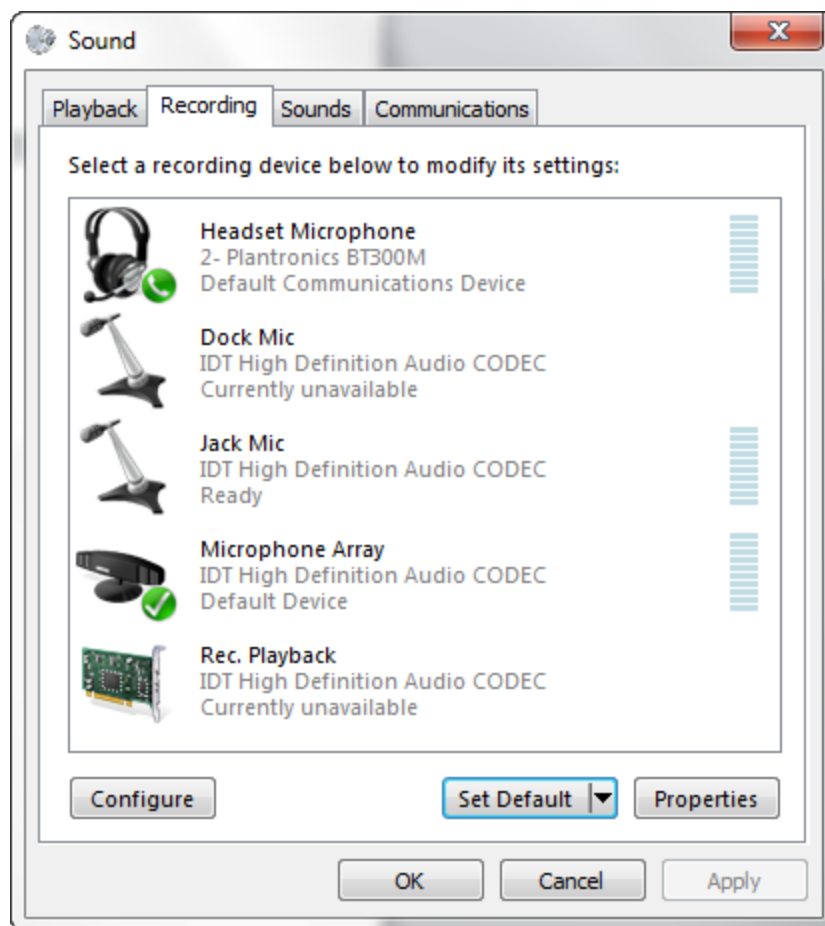 Sound
Playback Recording Sounds Communications
Select a recording device below to modify its settings:
Headset Microphone
2- Plantronics BT300M
Default Communications Device
Dock Mic
IDT High Definition Audio CODEC
Currently unavailable
Jack Mic
IDT High Definition Audio CODEC
Ready
Microphone Array
IDT High Definition Audio CODEC
Default Device
Rec. Playback
IDT High Definition Audio CODEC
Currently unavailable
Configure Set Default Properties
OK Cancel Apply